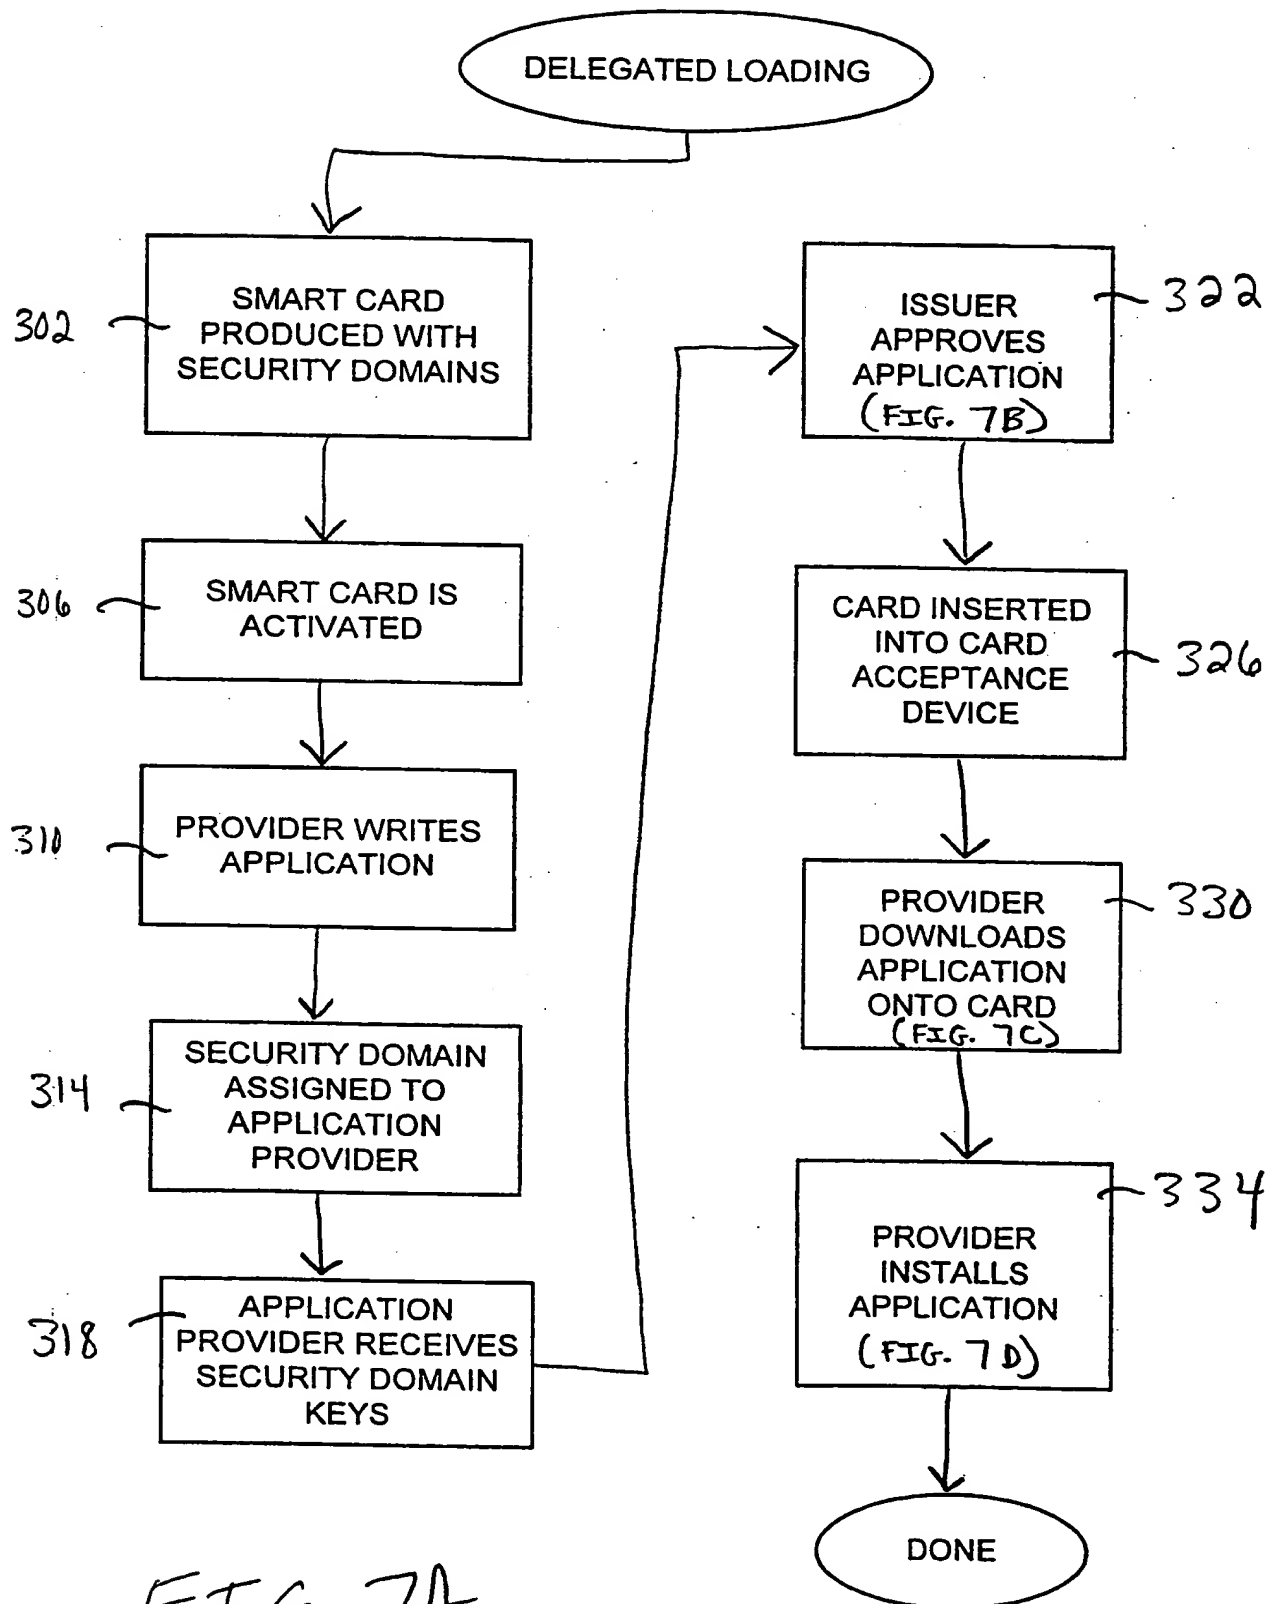 DELEGATED LOADING
302
SMART CARD
PRODUCED WITH
SECURITY DOMAINS
306
SMART CARD IS
ACTIVATED
310
PROVIDER WRITES
APPLICATION
314
SECURITY DOMAIN
ASSIGNED TO
APPLICATION
PROVIDER
318
APPLICATION
PROVIDER RECEIVES
SECURITY DOMAIN
KEYS
322
ISSUER
APPROVES
APPLICATION
(FIG. 7B)
326
CARD INSERTED
INTO CARD
ACCEPTANCE
DEVICE
330
PROVIDER
DOWNLOADS
APPLICATION
ONTO CARD
(FIG. 7C)
334
PROVIDER
INSTALLS
APPLICATION
(FIG. 7D)
DONE
FIG. 7A